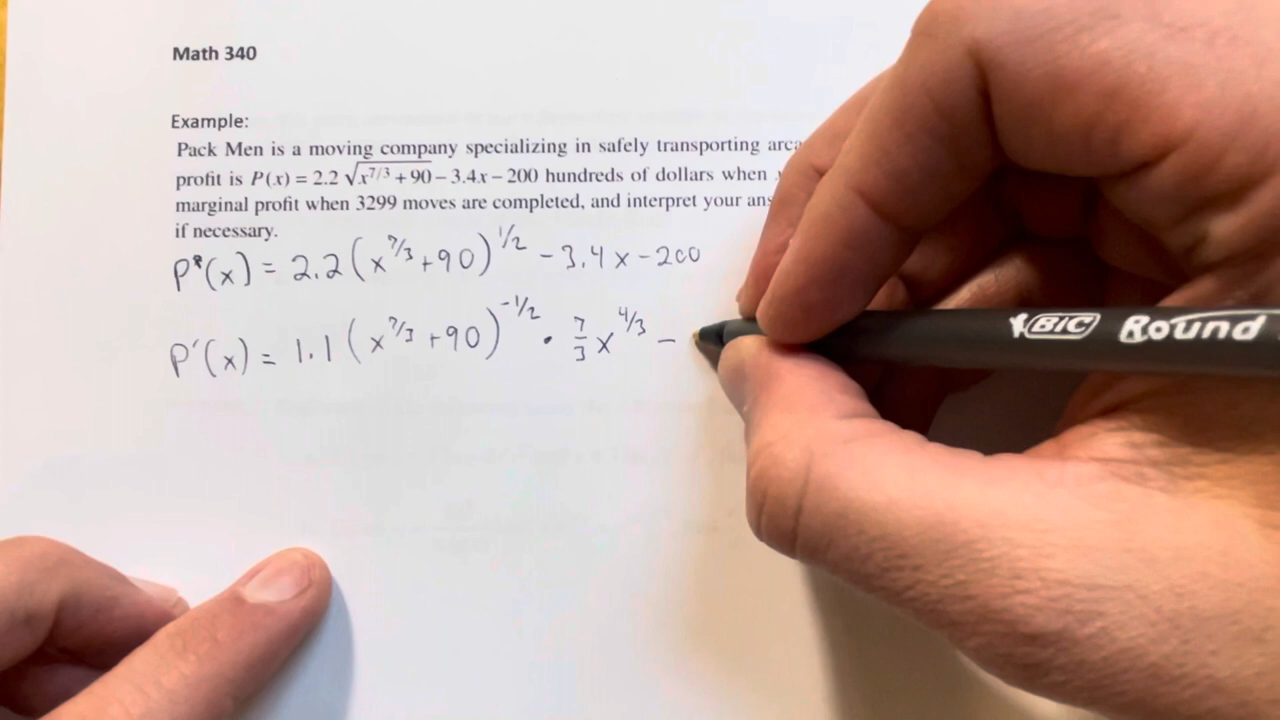 Math 340
Example:
Pack Men is a moving company specializing in safely transporting
profit is P(x) = 2.2 √(x^{7/3} + 90) − 3.4x − 200 hundreds of dollars when
marginal profit when 3299 moves are completed, and interpret your
if necessary.
P(x) = 2.2(x^{7/3} + 90)^{1/2} − 3.4x − 200
P′(x) = 1.1(x^{7/3} + 90)^{-1/2} · 7/3 x^{4/3} −
BIC Round